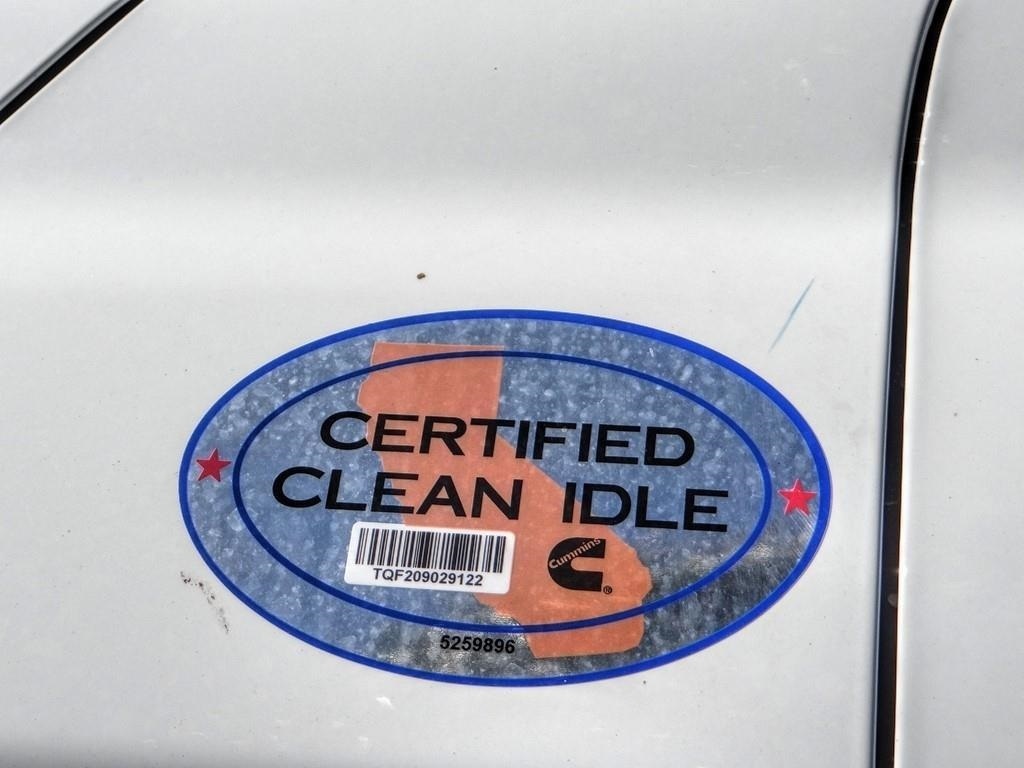 CERTIFIED
CLEAN IDLE
TQF209029122
Cummins
®
5259896